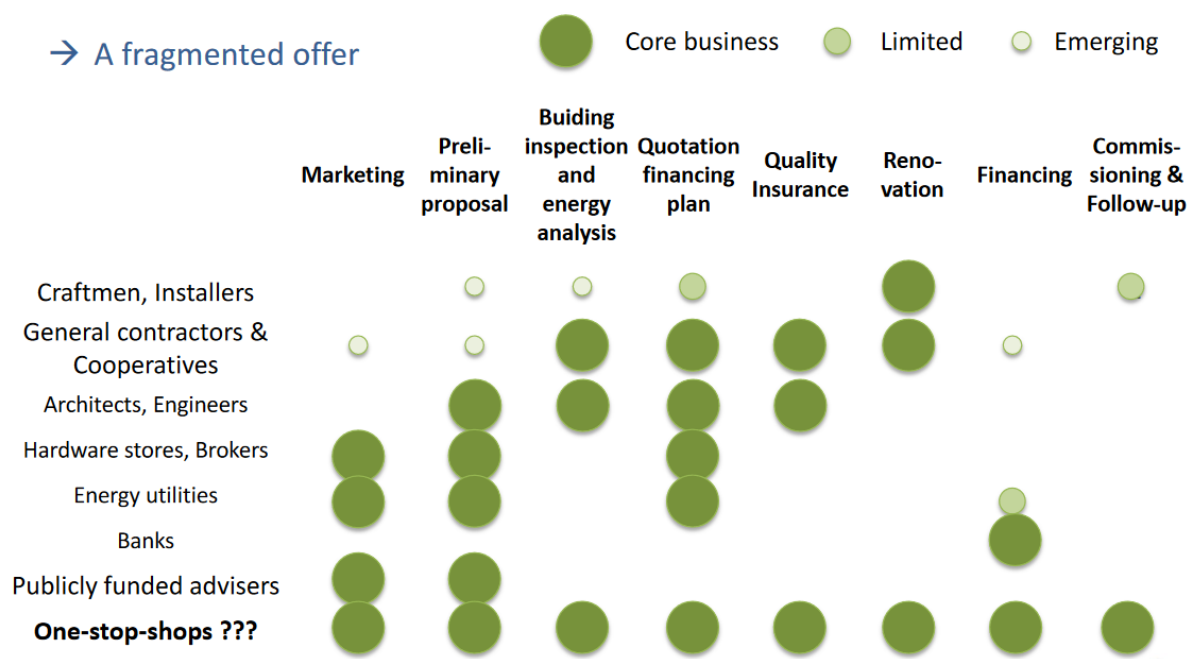 → A fragmented offer
Core business
Limited
Emerging
Marketing
Preli-
minary
proposal
Buiding
inspection
and
energy
analysis
Quotation
financing
plan
Quality
Insurance
Reno-
vation
Financing
Commis-
sioning &
Follow-up
Craftmen, Installers
General contractors &
Cooperatives
Architects, Engineers
Hardware stores, Brokers
Energy utilities
Banks
Publicly funded advisers
One-stop-shops ???